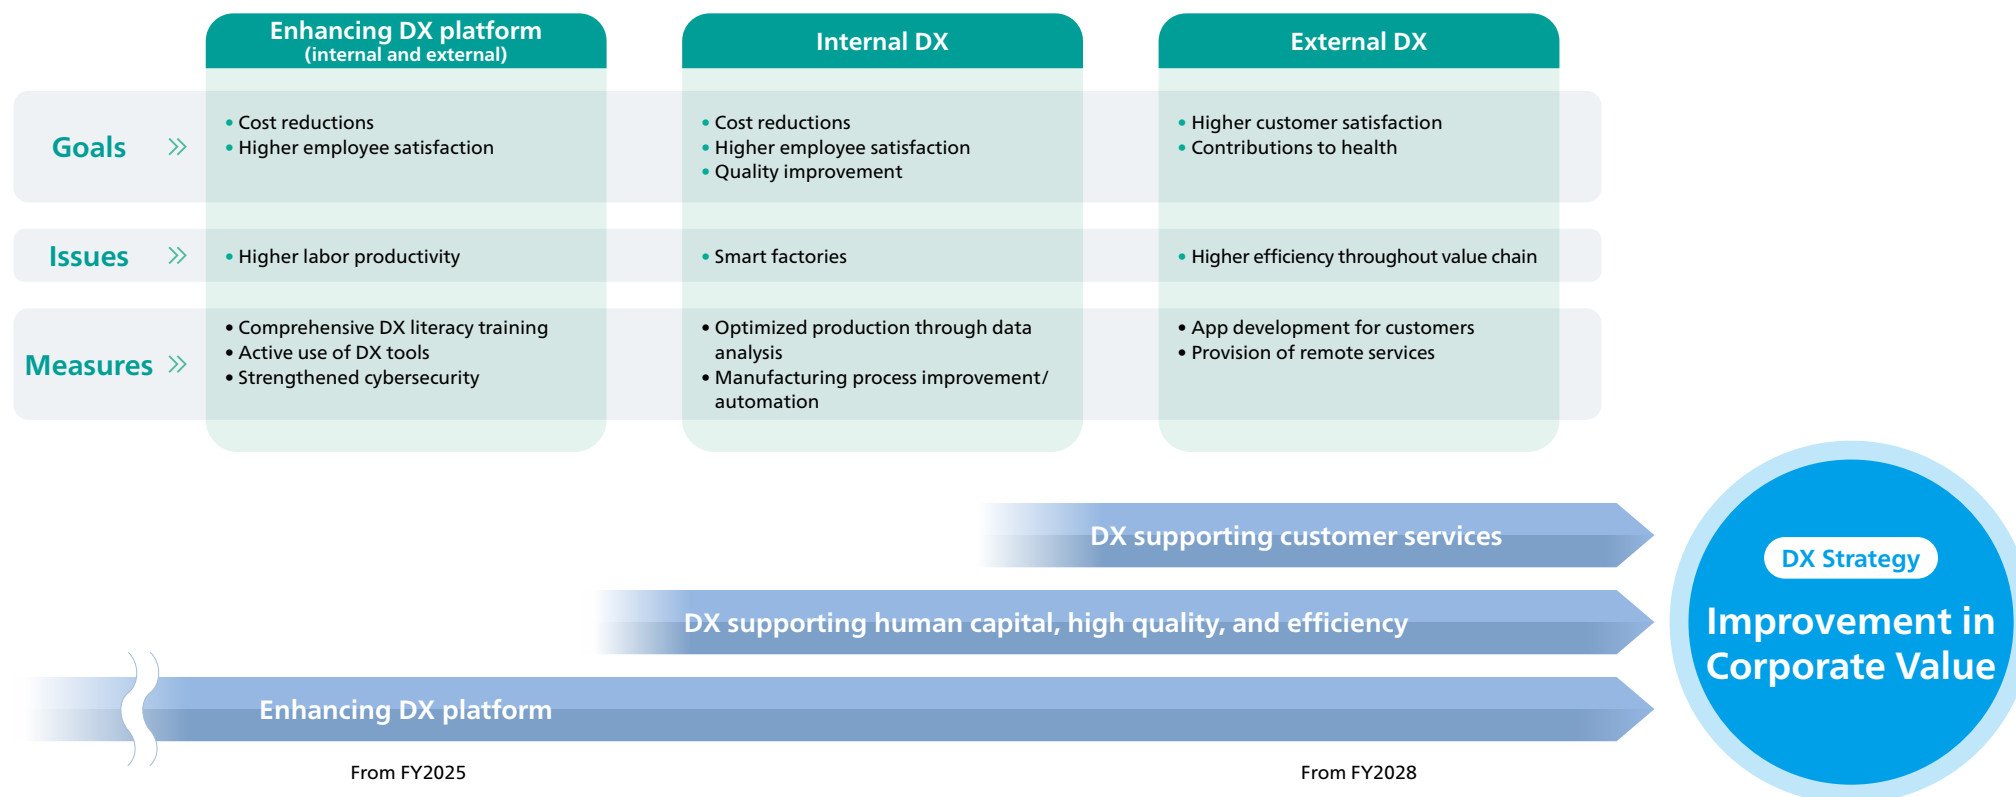 Enhancing DX platform
(internal and external)
Internal DX
External DX
Goals
• Cost reductions
• Higher employee satisfaction
• Cost reductions
• Higher employee satisfaction
• Quality improvement
• Higher customer satisfaction
• Contributions to health
Issues
• Higher labor productivity
• Smart factories
• Higher efficiency throughout value chain
Measures
• Comprehensive DX literacy training
• Active use of DX tools
• Strengthened cybersecurity
• Optimized production through data
analysis
• Manufacturing process improvement/
automation
• App development for customers
• Provision of remote services
DX supporting customer services
DX supporting human capital, high quality, and efficiency
Enhancing DX platform
From FY2025
From FY2028
DX Strategy
Improvement in
Corporate Value